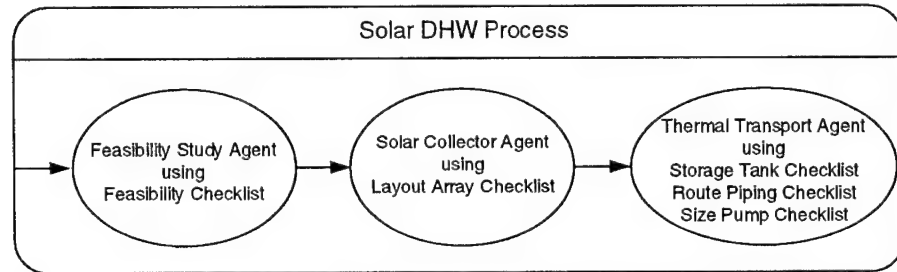 Solar DHW Process
Feasibility Study Agent
using
Feasibility Checklist
Solar Collector Agent
using
Layout Array Checklist
Thermal Transport Agent
using
Storage Tank Checklist
Route Piping Checklist
Size Pump Checklist